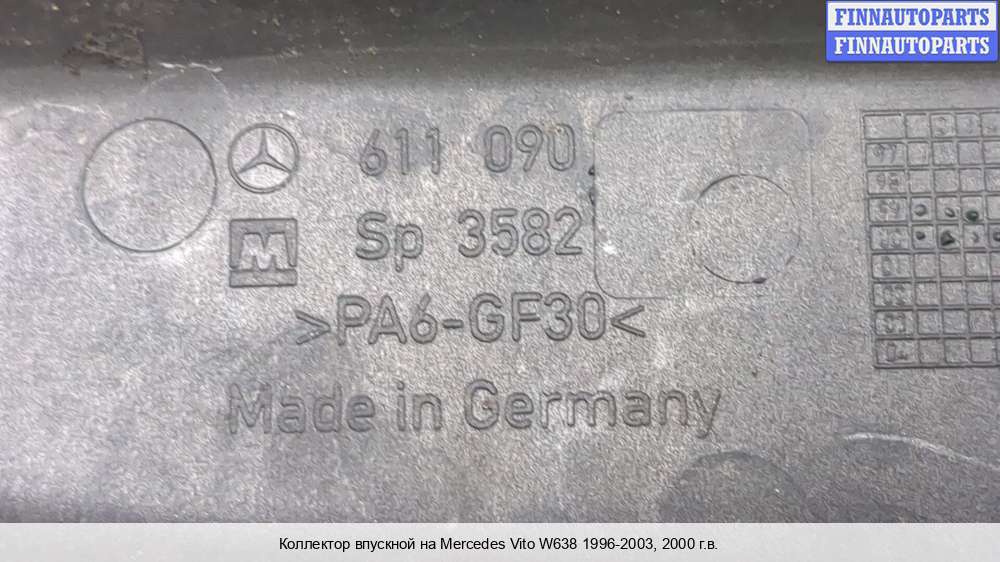 FINNAUTOPARTS
FINNAUTOPARTS
611 090
M
Sp 3582
>PA6-GF30<
Made in Germany
Коллектор впускной на Mercedes Vito W638 1996-2003, 2000 г.в.